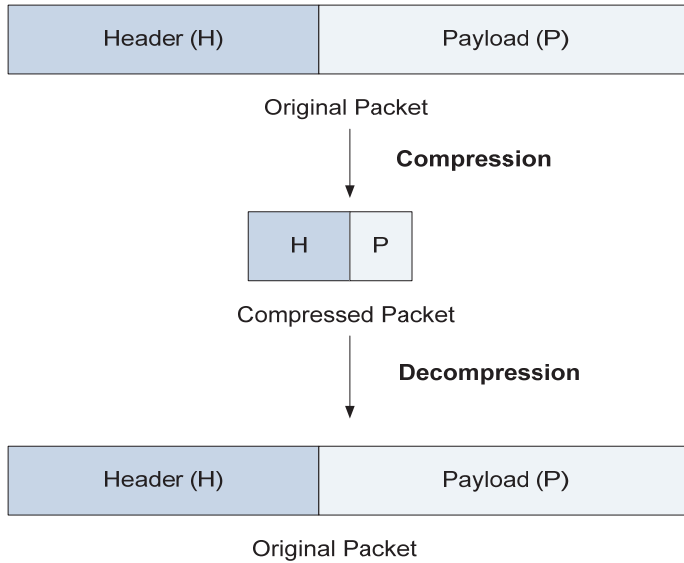 Header (H) Payload (P)
Original Packet
Compression
H P
Compressed Packet
Decompression
Header (H) Payload (P)
Original Packet